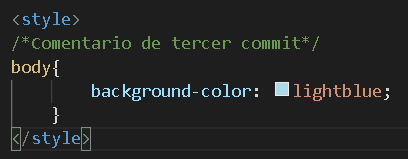 <style>
/*Comentario de tercer commit*/
body{
background-color: lightblue;
}
</style>